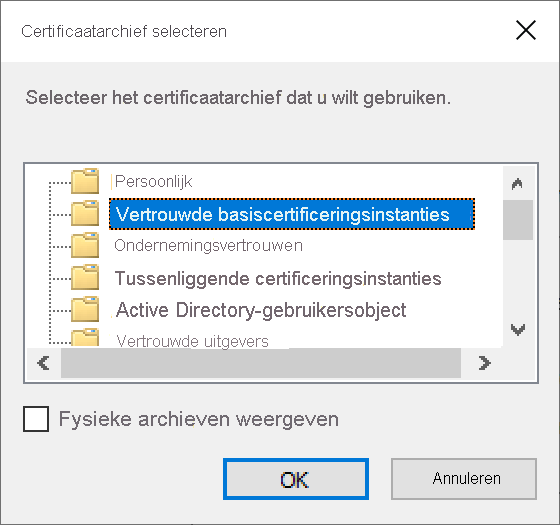 Certificaatarchief selecteren
Selecteer het certificaatarchief dat u wilt gebruiken.
Persoonlijk
Vertrouwde basiscertificeringsinstanties
Ondernemingsvertrouwen
Tussenliggende certificeringsinstanties
Active Directory-gebruikersobject
Vertrouwde uitgevers
Fysieke archieven weergeven
OK
Annuleren